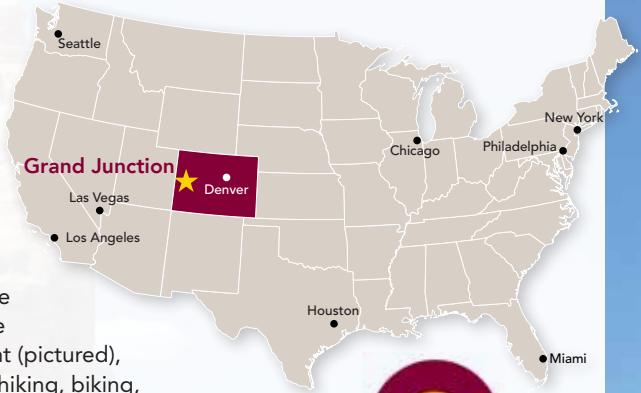 Seattle
New York
Chicago
Philadelphia
Grand Junction
Denver
Las Vegas
Los Angeles
Houston
Miami
t (pictured),
hiking, biking,